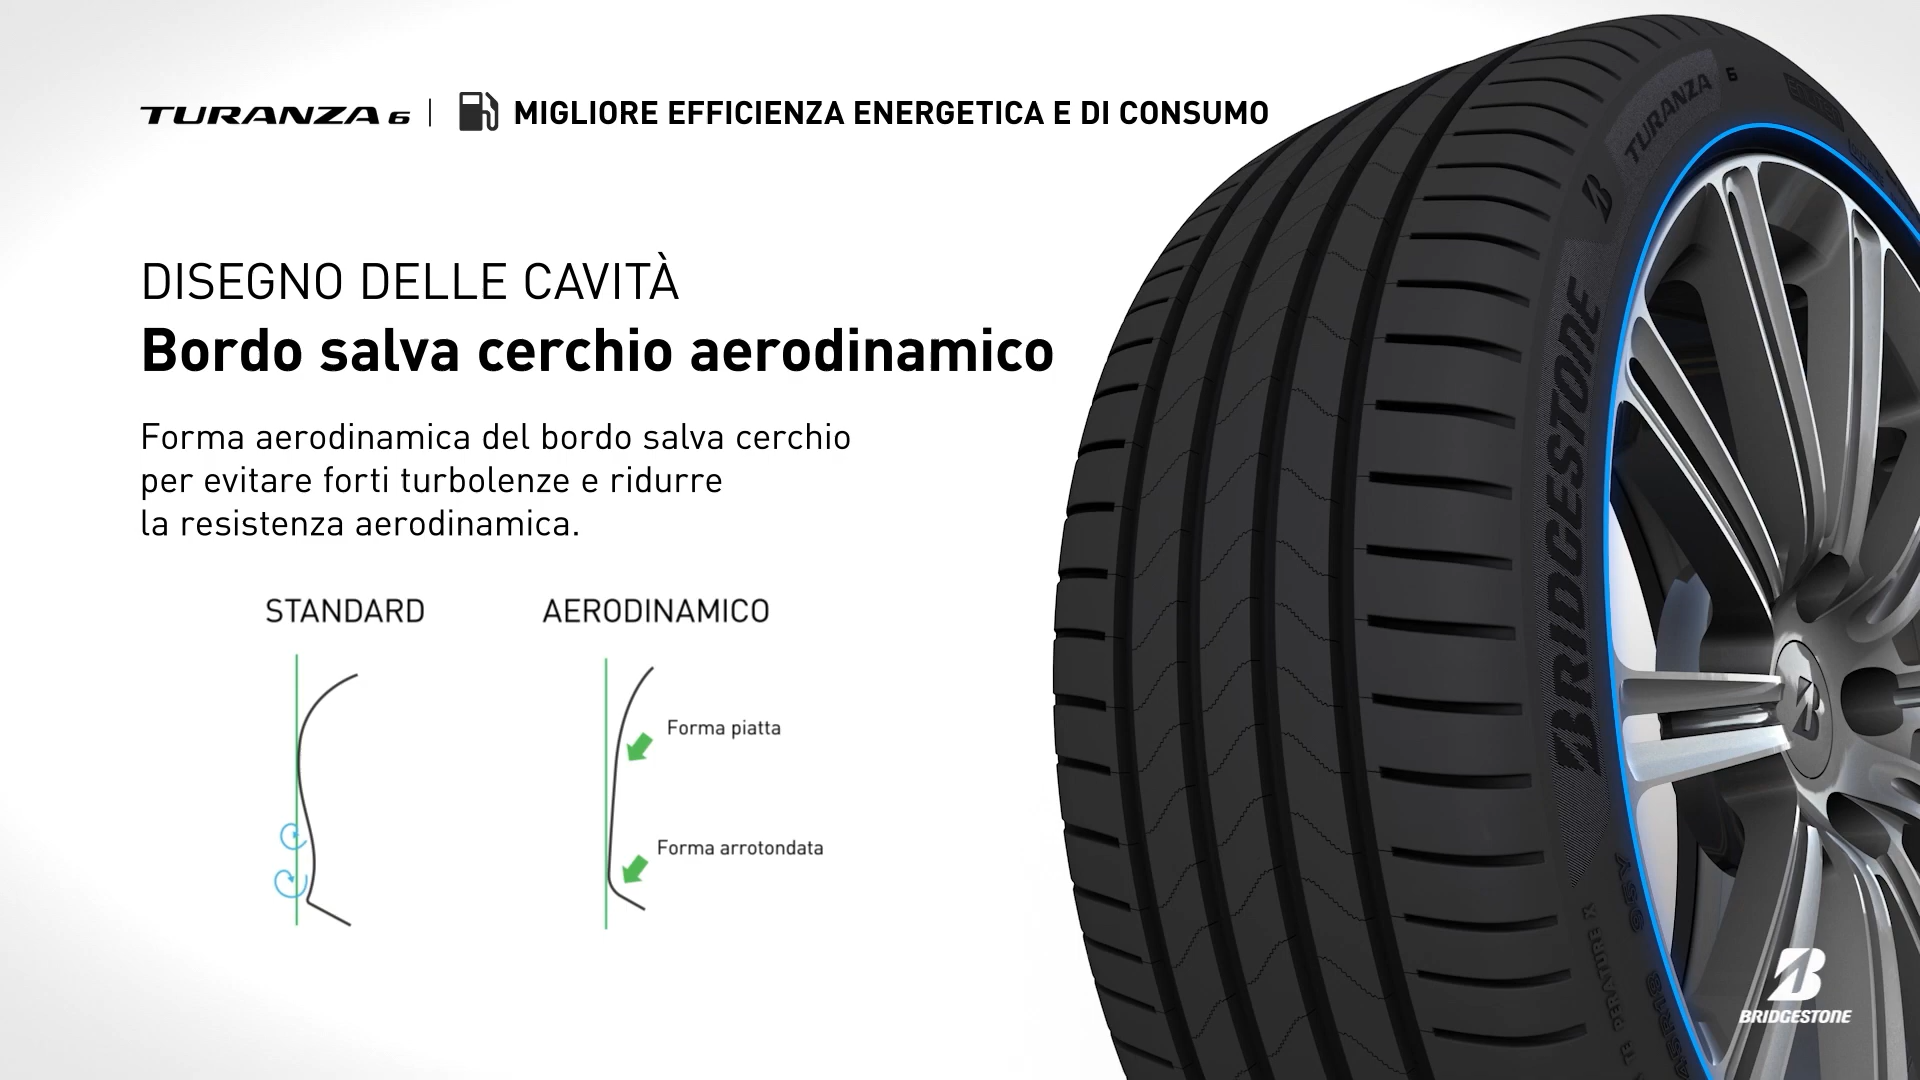 TURANZA 6 | MIGLIORE EFFICIENZA ENERGETICA E DI CONSUMO
DISEGNO DELLE CAVITÀ
Bordo salva cerchio aerodinamico
Forma aerodinamica del bordo salva cerchio
per evitare forti turbolenze e ridurre
la resistenza aerodinamica.
STANDARD
AERODINAMICO
Forma piatta
Forma arrotondata
TURANZA 6
BRIDGESTONE
BRIDGESTONE